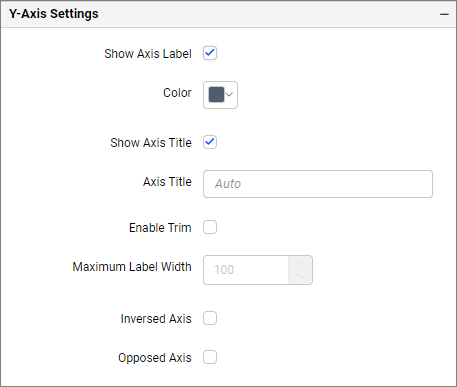 Y-Axis Settings
Show Axis Label
Color
Show Axis Title
Axis Title Auto
Enable Trim
Maximum Label Width 100
Inversed Axis
Opposed Axis